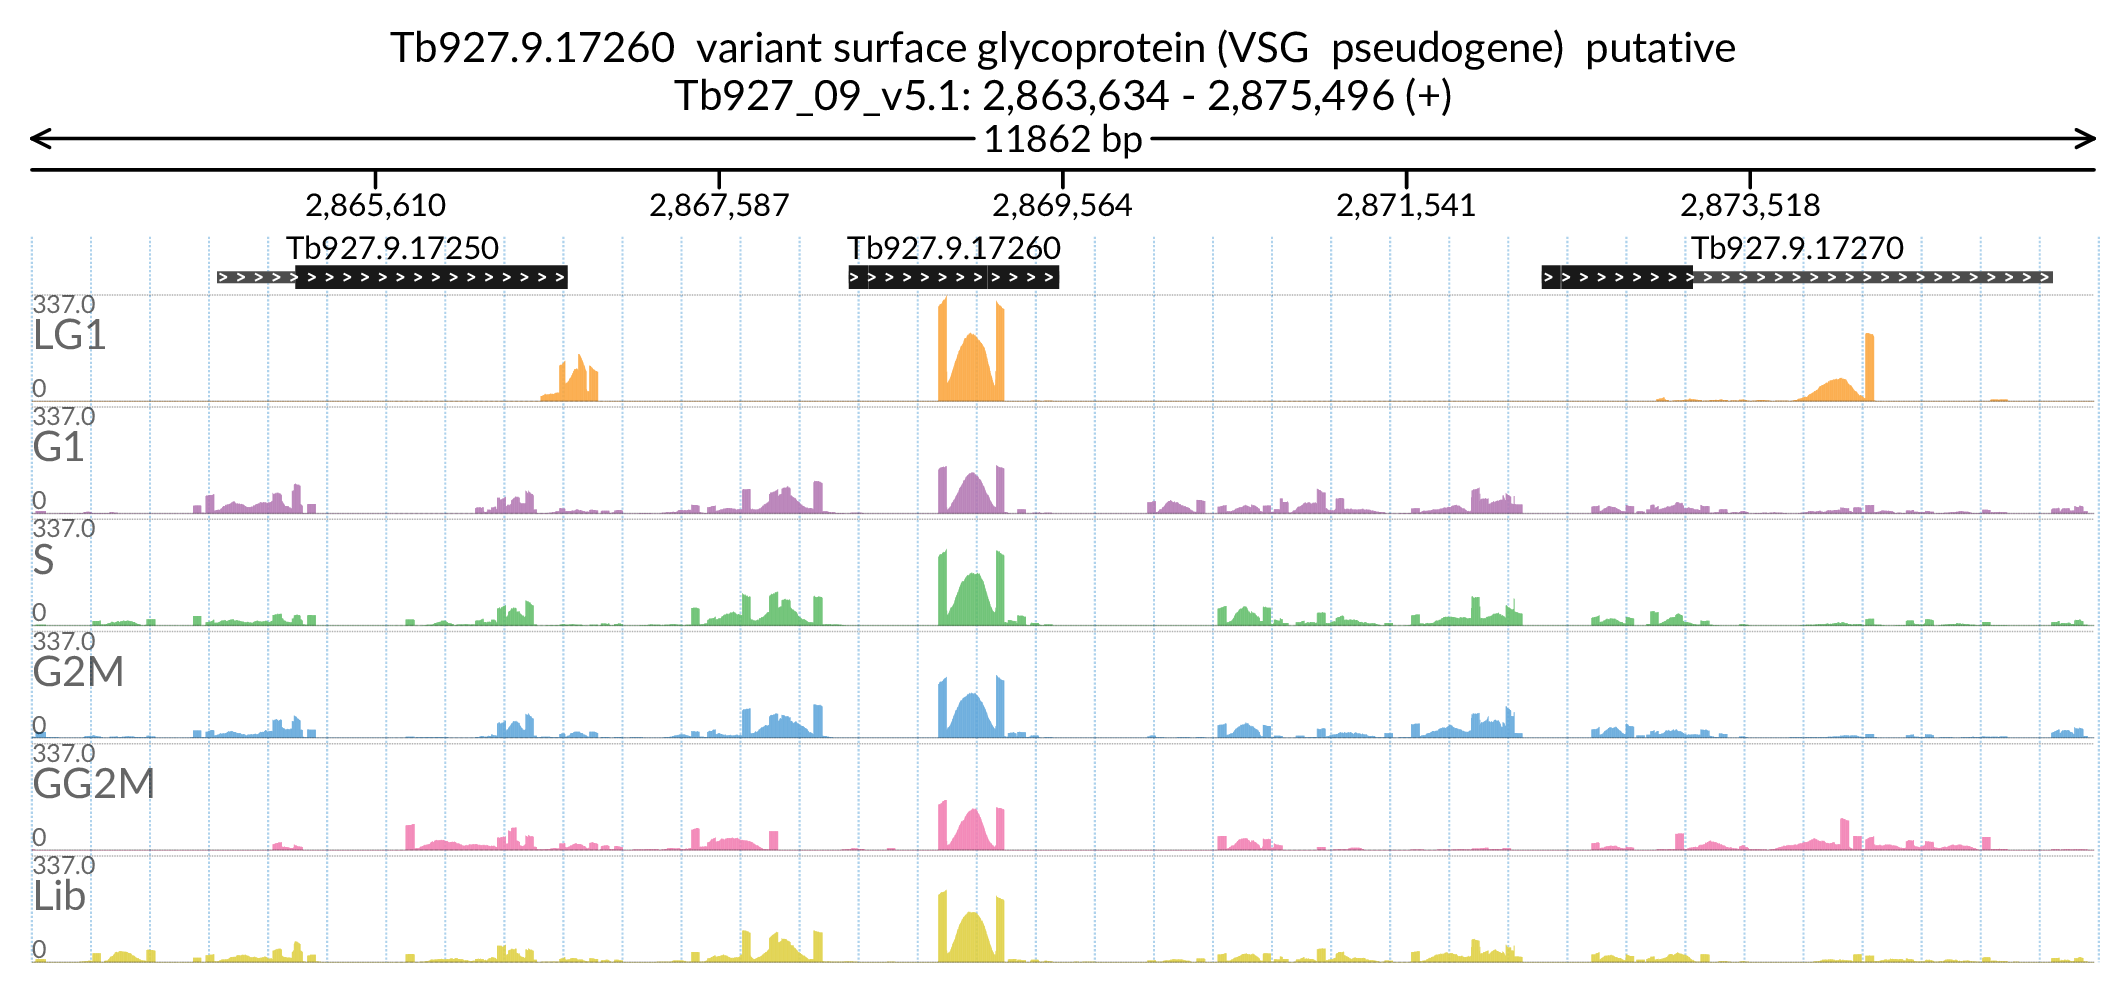 Tb927.9.17260 variant surface glycoprotein (VSG pseudogene) putative
Tb927_09_v5.1: 2,863,634 - 2,875,496 (+)
11862 bp
2,865,610 2,867,587 2,869,564 2,871,541 2,873,518
Tb927.9.17250 Tb927.9.17260 Tb927.9.17270
337.0
LG1
0
337.0
G1
0
337.0
S
0
337.0
G2M
0
337.0
GG2M
0
337.0
Lib
0